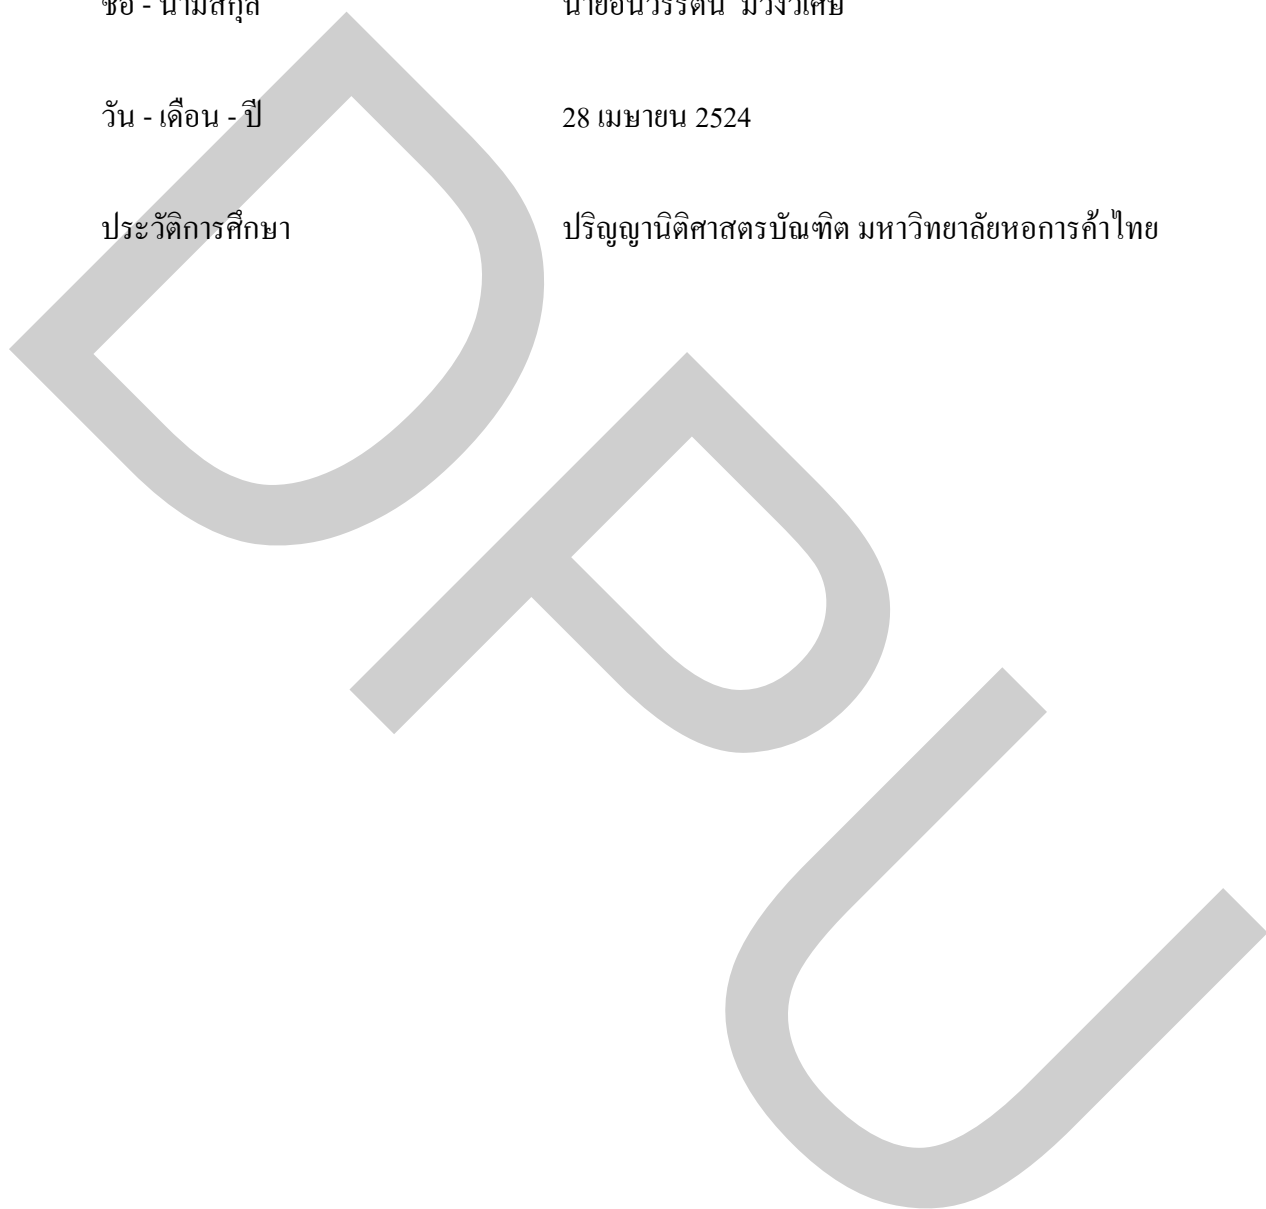 ชื่อ - นามสกุล นาย
วัน - เดือน - ปี 28 เมษายน 2524
ประวัติการศึกษา ปริญญานิติศาสตรบัณฑิต มหาวิทยาลัยหอการค้าไทย
DPU